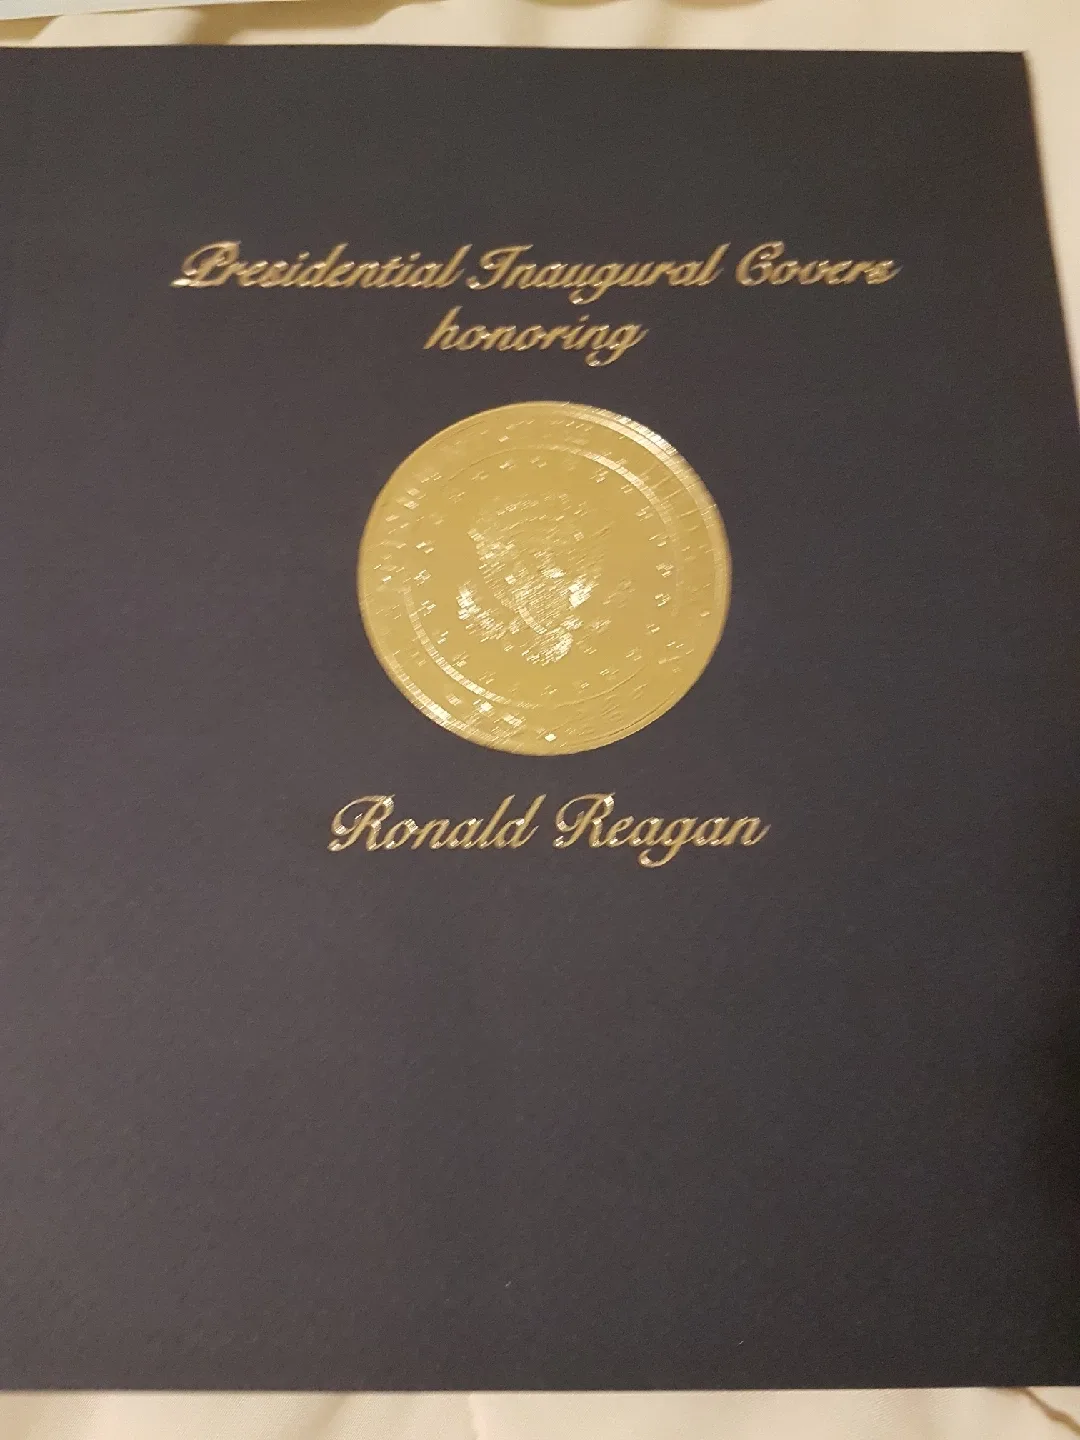 Presidential Inaugural Covers
honoring
Ronald Reagan